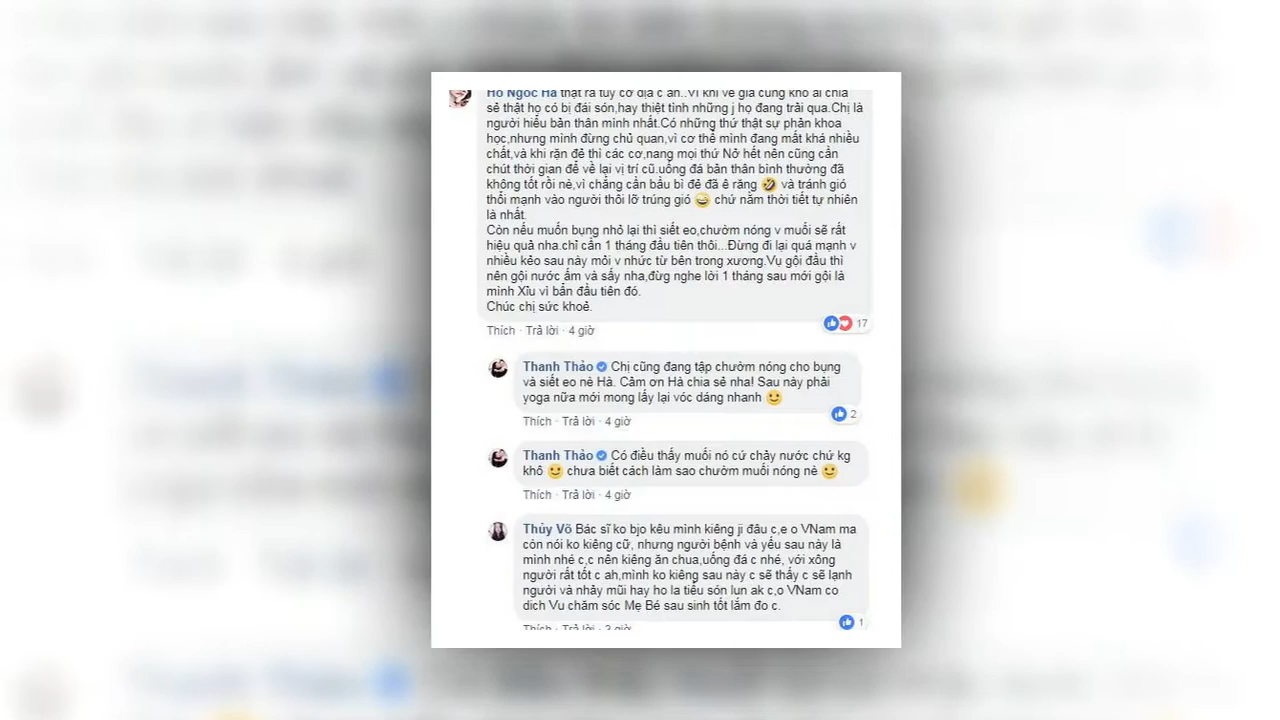 Hồ Ngọc Hà thật ra tuỳ cơ địa c ah..Vì khi về già cũng khó ai chia
sẻ thật họ có bị đái són,hay thiệt tình những j họ đang trải qua.Chị là
người hiểu bản thân mình nhất.Có những thứ thật sự phản khoa
học,nhưng mình đừng chủ quan,vì cơ thể mình đang mất khá nhiều
chất,và khi rặn đẻ thì các cơ,nang mọi thứ Nở hết nên cũng cần
chút thời gian để về lại vị trí cũ.uống đá bản thân bình thường đã
không tốt rồi nè,vì chẳng cần bầu bì đẻ đã ê răng 🤣 và tránh gió
thổi mạnh vào người thôi lỡ trúng gió 😄 chứ nằm thời tiết tự nhiên
là nhất.
Còn nếu muốn bụng nhỏ lại thì siết eo,chườm nóng v muối sẽ rất
hiệu quả nha.chỉ cần 1 tháng đầu tiên thôi...Đừng đi lại quá mạnh v
nhiều kẻo sau này mỏi v nhức từ bên trong xương.Vụ gội đầu thì
nên gội nước ấm và sấy nha,đừg nghe lời 1 tháng sau mới gội là
mình Xỉu vì bẩn đầu tiên đó.
Chúc chị sức khoẻ.
Thích · Trả lời · 4 giờ
17
Thanh Thảo Chị cũng đang tập chườm nóng cho bụng
và siết eo nè Hà. Cảm ơn Hà chia sẻ nha! Sau này phải
yoga nữa mới mong lấy lại vóc dáng nhanh 🙂
2
Thích · Trả lời · 4 giờ
Thanh Thảo Có điều thấy muối nó cứ chảy nước chứ kg
khô 🙂 chưa biết cách làm sao chườm muối nóng nè 🙂
Thích · Trả lời · 4 giờ
Thủy Võ Bác sĩ ko bjo kêu mình kiêng ji đâu c,e o VNam ma
còn nói ko kiêng cữ, nhưng người bệnh và yếu sau này là
mình nhé c,c nên kiêng ăn chua,uống đá c nhé, với xông
người rất tốt c ah,mình ko kiêng sau này c sẽ thấy c sẽ lạnh
người và nhảy mũi hay ho la tiểu són lun ak c,o VNam co
dich Vu chăm sóc Mẹ Bé sau sinh tốt lắm đo c.
Thích · Trả lời · 3 giờ
1